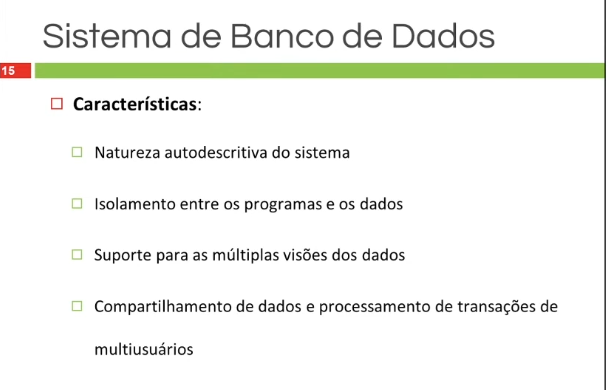 Sistema de Banco de Dados
15
Características:
Natureza autodescritiva do sistema
Isolamento entre os programas e os dados
Suporte para as múltiplas visões dos dados
Compartilhamento de dados e processamento de transações de
multiusuários